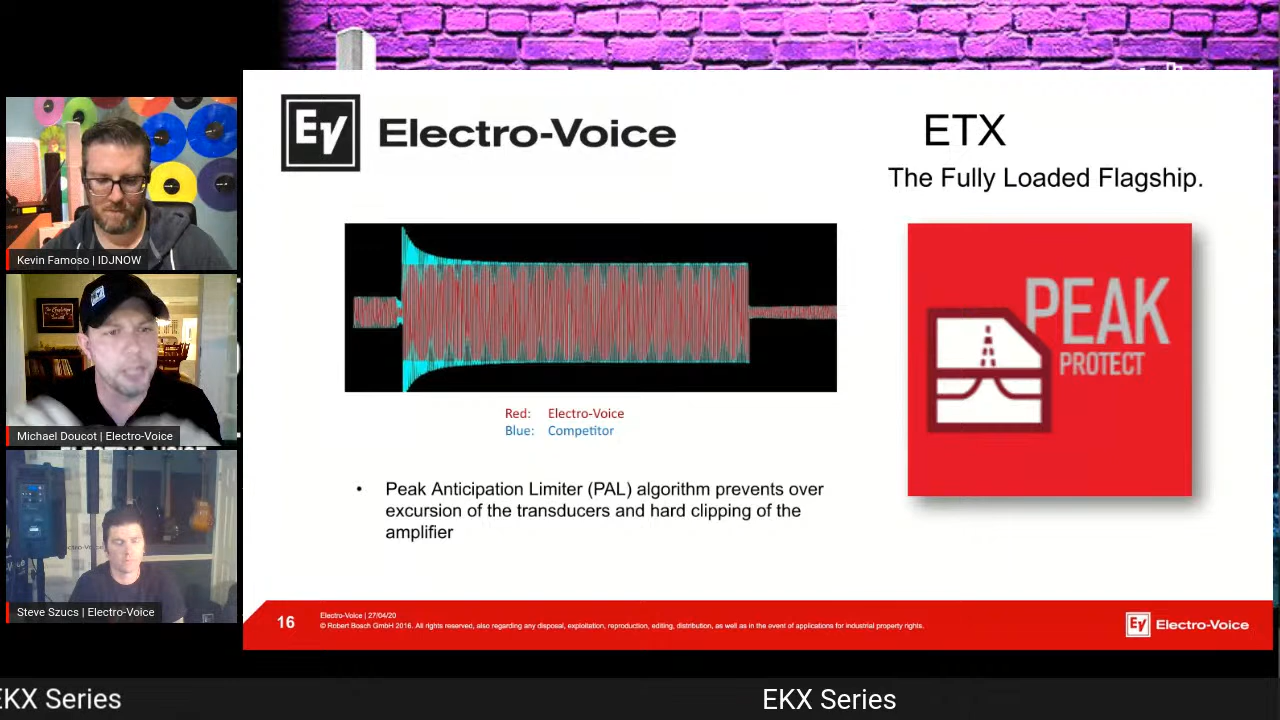 EV Electro-Voice
ETX
The Fully Loaded Flagship.
Kevin Famoso | IDJNOW
Michael Doucot | Electro-Voice
Steve Szucs | Electro-Voice
PEAK
PROTECT
Red: Electro-Voice
Blue: Competitor
• Peak Anticipation Limiter (PAL) algorithm prevents over
excursion of the transducers and hard clipping of the
amplifier
16
Electro-Voice | 27/04/20
© Robert Bosch GmbH 2016. All rights reserved, also regarding any disposal, exploitation, reproduction, editing, distribution, as well as in the event of applications for industrial property rights.
EV Electro-Voice
EKX Series
EKX Series